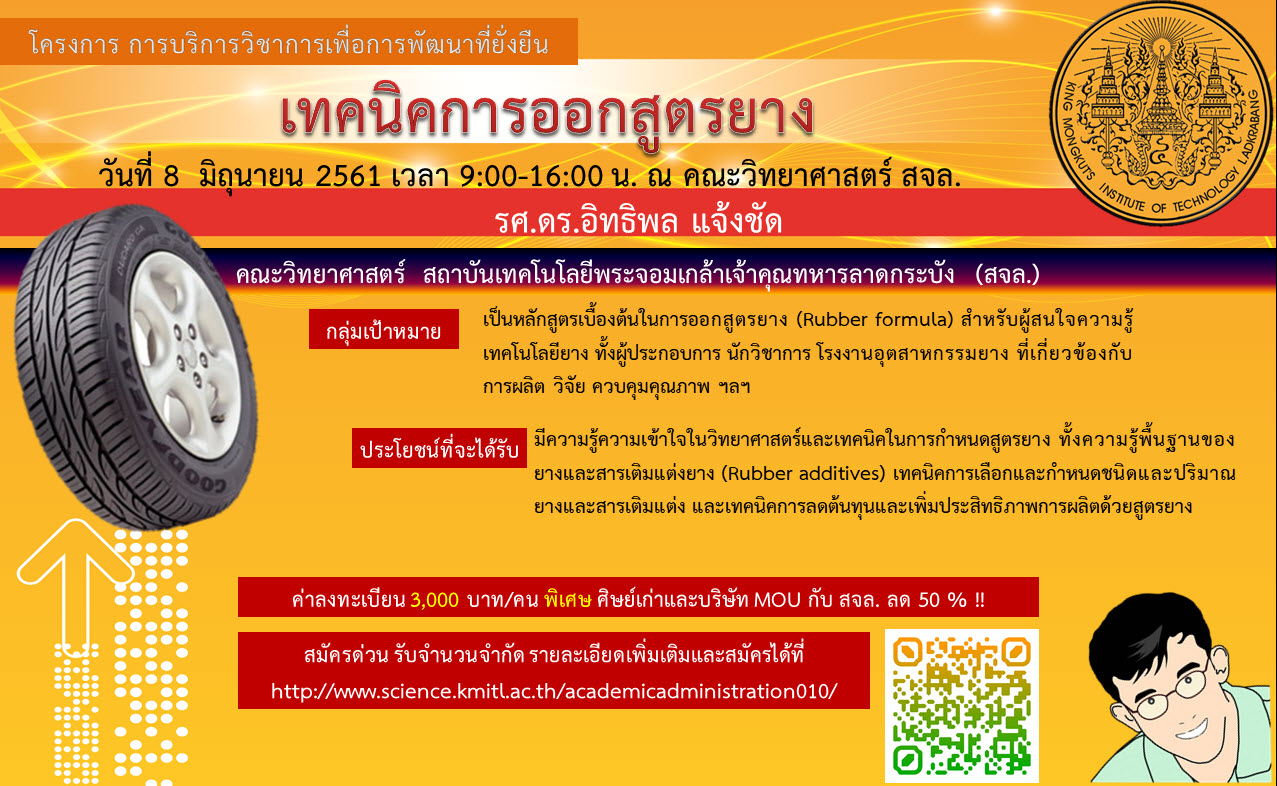 โครงการ การบริการวิชาการเพื่อการพัฒนาที่ยั่งยืน
เทคนิคการออกสูตรยาง
วันที่ 8 มิถุนายน 2561 เวลา 9:00-16:00 น. ณ คณะวิทยาศาสตร์ สจล.
KING MONGKUTS INSTITUTE OF TECHNOLOGY LADKRABANG
รศ.ดร.อิทธิพล แจ้งชัด
คณะวิทยาศาสตร์ สถาบันเทคโนโลยีพระจอมเกล้าเจ้าคุณทหารลาดกระบัง (สจล.)
กลุ่มเป้าหมาย
เป็นหลักสูตรเบื้องต้นในการออกสูตรยาง (Rubber formula) สำหรับผู้สนใจความรู้
เทคโนโลยียาง ทั้งผู้ประกอบการ นักวิชาการ โรงงานอุตสาหกรรมยาง ที่เกี่ยวข้องกับ
การผลิต วิจัย ควบคุมคุณภาพ ฯลฯ
ประโยชน์ที่จะได้รับ
มีความรู้ความเข้าใจในวิทยาศาสตร์และเทคนิคในการกำหนดสูตรยาง ทั้งความรู้พื้นฐานของ
ยางและสารเติมแต่งยาง (Rubber additives) เทคนิคการเลือกและกำหนดชนิดและปริมาณ
ยางและสารเติมแต่ง และเทคนิคการลดต้นทุนและเพิ่มประสิทธิภาพการผลิตด้วยสูตรยาง
GOODYEAR
ค่าลงทะเบียน 3,000 บาท/คน พิเศษ ศิษย์เก่าและบริษัท MOU กับ สจล. ลด 50 % !!
สมัครด่วน รับจำนวนจำกัด รายละเอียดเพิ่มเติมและสมัครได้ที่
http://www.science.kmitl.ac.th/academicadministration010/